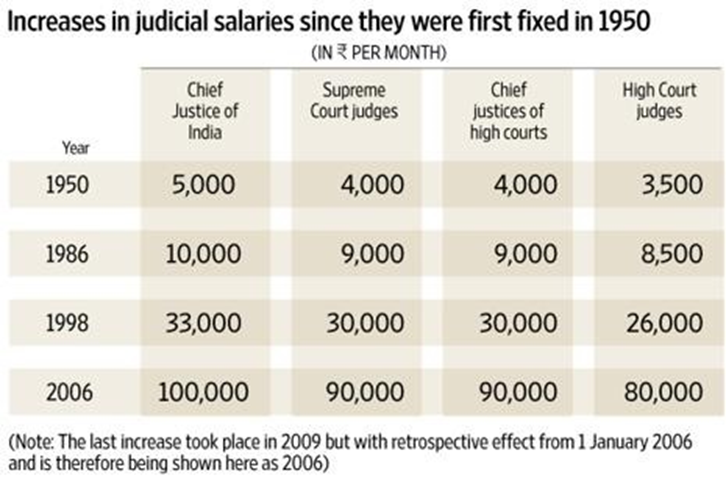 Increases in judicial salaries since they were first fixed in 1950
(IN ₹ PER MONTH)
Year
Chief
Justice of
India
Supreme
Court judges
Chief
justices of
high courts
High Court
judges
1950 5,000 4,000 4,000 3,500
1986 10,000 9,000 9,000 8,500
1998 33,000 30,000 30,000 26,000
2006 100,000 90,000 90,000 80,000
(Note: The last increase took place in 2009 but with retrospective effect from 1 January 2006
and is therefore being shown here as 2006)